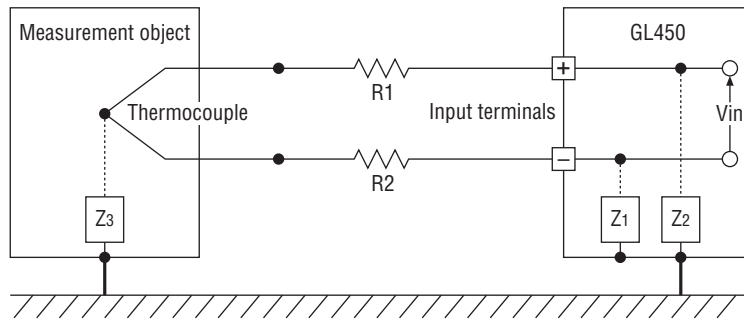 Measurement object
GL450
+
R1
Thermocouple
Input terminals
Vin
−
R2
Z3
Z1
Z2